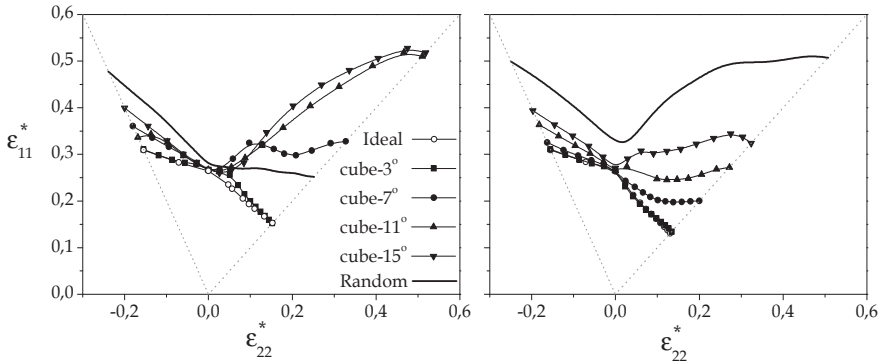 0,6
0,5
0,4
0,3
0,2
0,1
0,0
ε*11
-0,2 0,0 0,2 0,4 0,6
ε*22
Ideal
cube-3°
cube-7°
cube-11°
cube-15°
Random
-0,2 0,0 0,2 0,4 0,6
ε*22